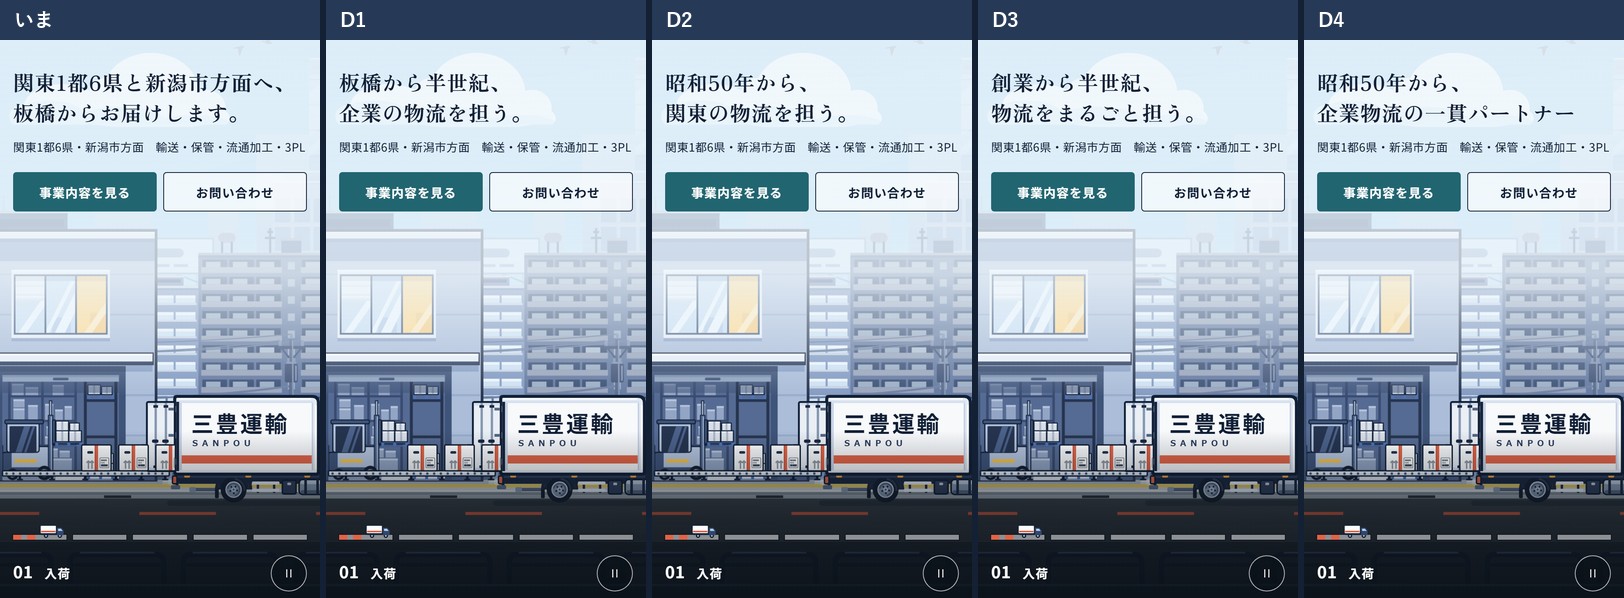 いま
関東1都6県と新潟市方面へ、
板橋からお届けします。
関東1都6県・新潟市方面 輸送・保管・流通加工・3PL
事業内容を見る お問い合わせ
三豊運輸
SANPOU
01 入荷
D1
板橋から半世紀、
企業の物流を担う。
関東1都6県・新潟市方面 輸送・保管・流通加工・3PL
事業内容を見る お問い合わせ
三豊運輸
SANPOU
01 入荷
D2
昭和50年から、
関東の物流を担う。
関東1都6県・新潟市方面 輸送・保管・流通加工・3PL
事業内容を見る お問い合わせ
三豊運輸
SANPOU
01 入荷
D3
創業から半世紀、
物流をまるごと担う。
関東1都6県・新潟市方面 輸送・保管・流通加工・3PL
事業内容を見る お問い合わせ
三豊運輸
SANPOU
01 入荷
D4
昭和50年から、
企業物流の一貫パートナー
関東1都6県・新潟市方面 輸送・保管・流通加工・3PL
事業内容を見る お問い合わせ
三豊運輸
SANPOU
01 入荷